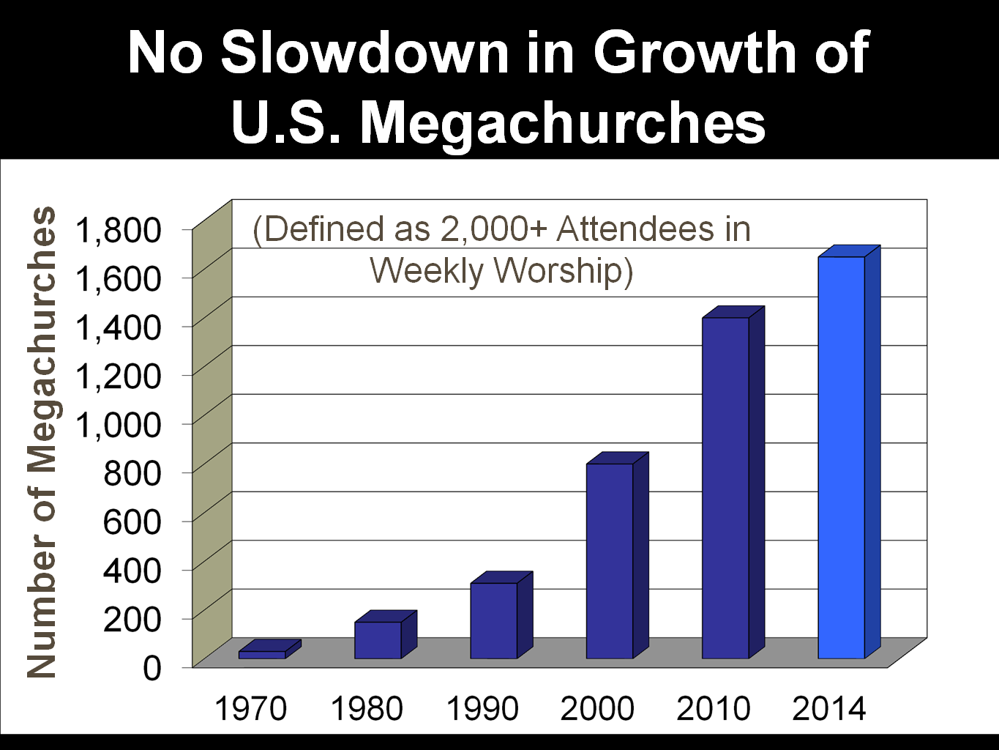 No Slowdown in Growth of
U.S. Megachurches
(Defined as 2,000+ Attendees in
Weekly Worship)
Number of Megachurches
1,800
1,600
1,400
1,200
1,000
800
600
400
200
0
1970 1980 1990 2000 2010 2014